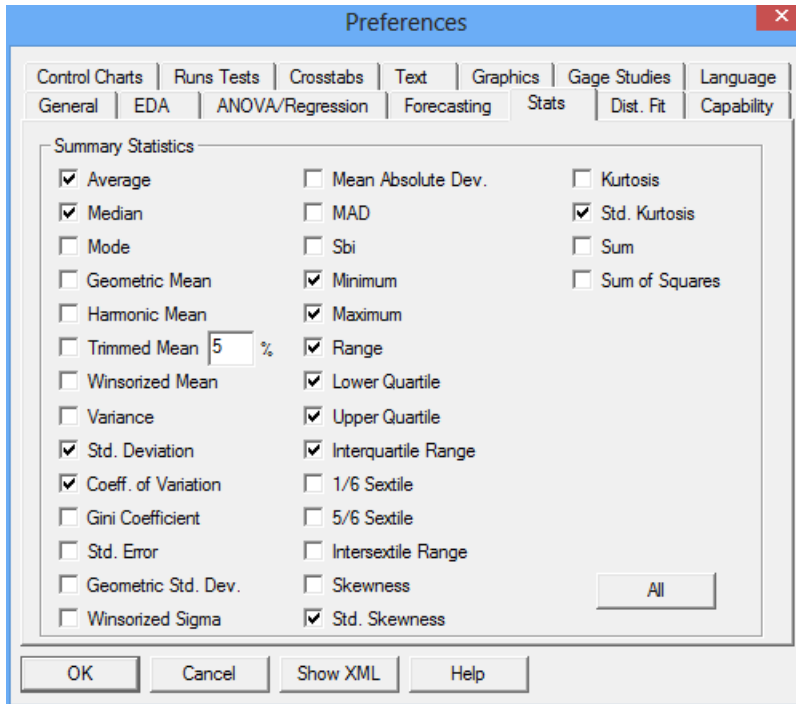 Preferences
Control Charts Runs Tests Crosstabs Text Graphics Gage Studies Language
General EDA ANOVA/Regression Forecasting Stats Dist. Fit Capability
Summary Statistics
Average Mean Absolute Dev. Kurtosis
Median MAD Std. Kurtosis
Mode Sbi Sum
Geometric Mean Minimum Sum of Squares
Harmonic Mean Maximum
Trimmed Mean 5 % Range
Winsorized Mean Lower Quartile
Variance Upper Quartile
Std. Deviation Interquartile Range
Coeff. of Variation 1/6 Sextile
Gini Coefficient 5/6 Sextile
Std. Error Intersextile Range
Geometric Std. Dev. Skewness All
Winsorized Sigma Std. Skewness
OK Cancel Show XML Help